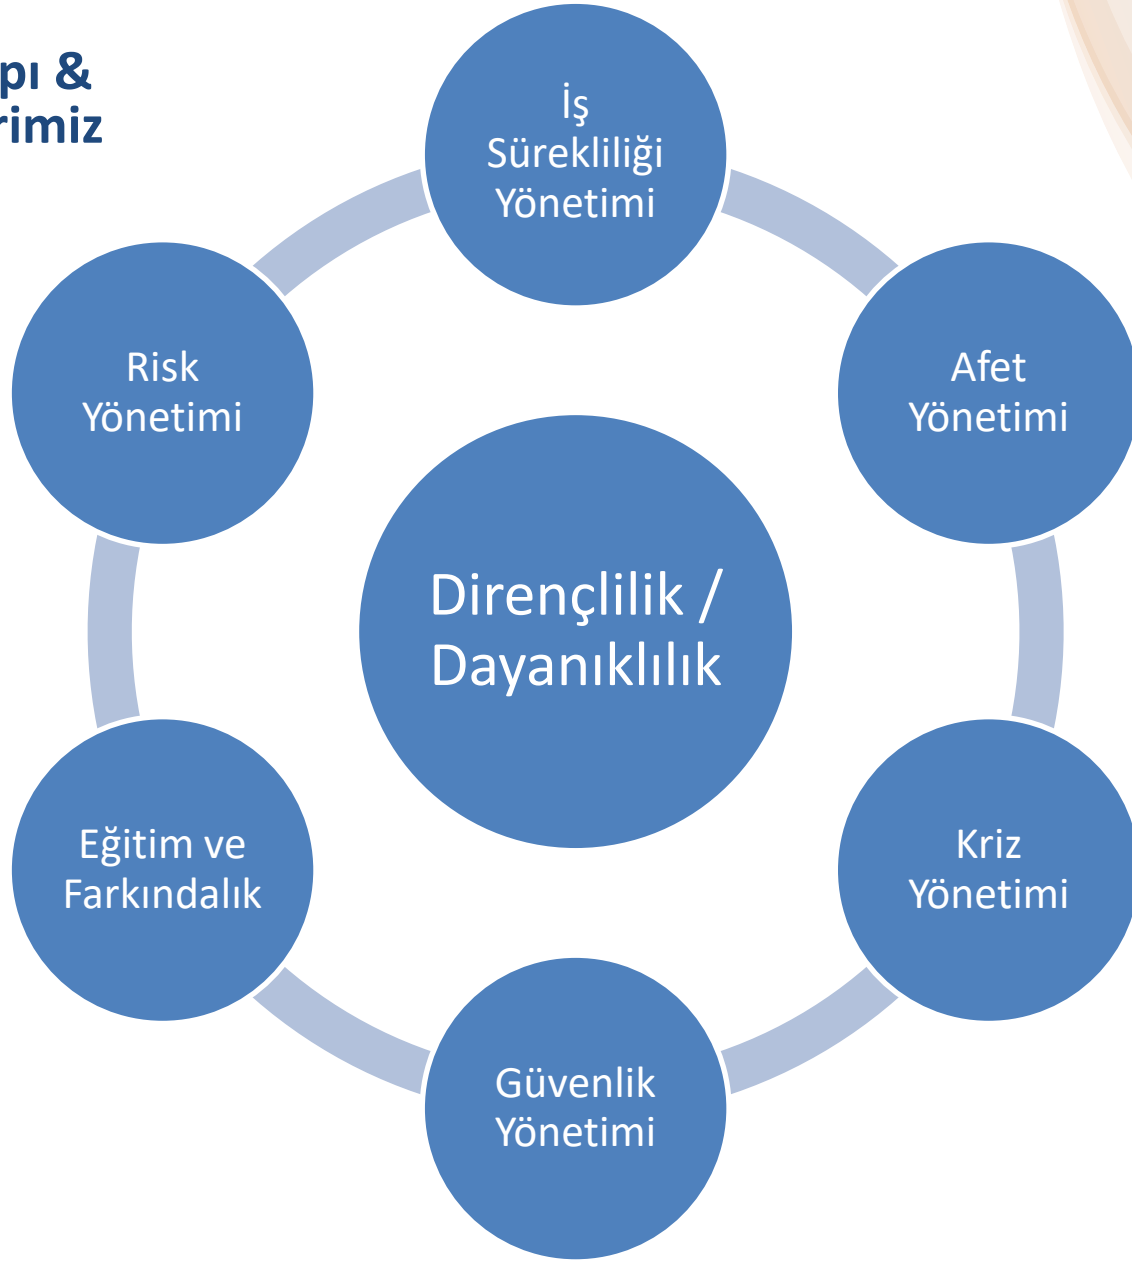 pı &
rimiz
İş
Sürekliliği
Yönetimi
Risk
Yönetimi
Afet
Yönetimi
Dirençlilik /
Dayanıklılık
Eğitim ve
Farkındalık
Kriz
Yönetimi
Güvenlik
Yönetimi